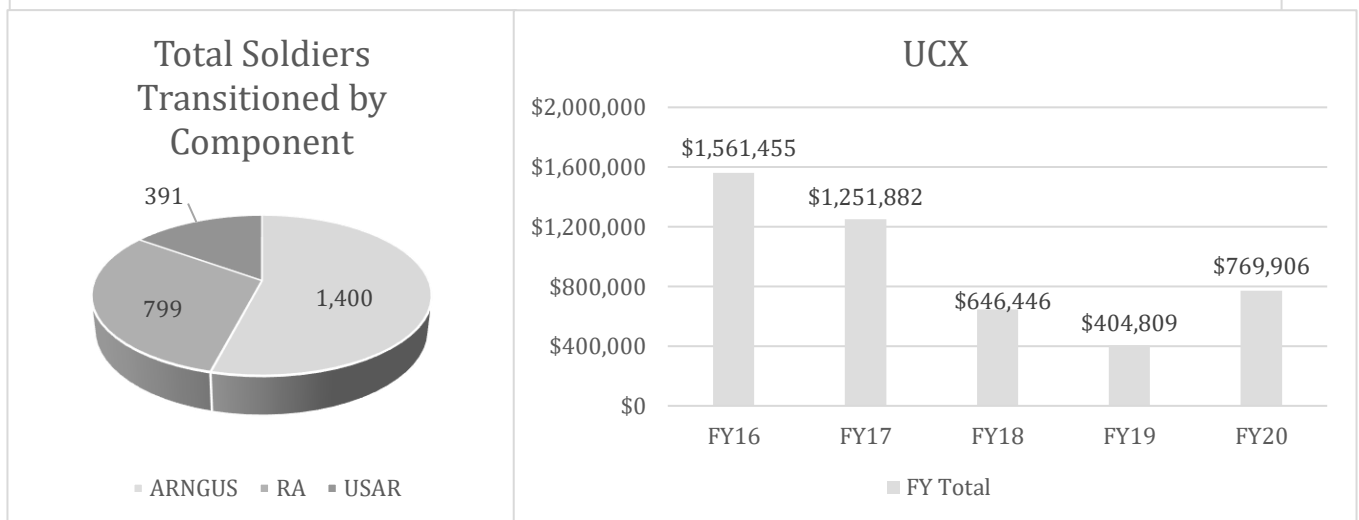 Total Soldiers
Transitioned by
Component
391
799
1,400
ARNGUS RA USAR
UCX
$2,000,000
$1,600,000
$1,200,000
$800,000
$400,000
$0
$1,561,455
$1,251,882
$646,446
$404,809
$769,906
FY16 FY17 FY18 FY19 FY20
FY Total